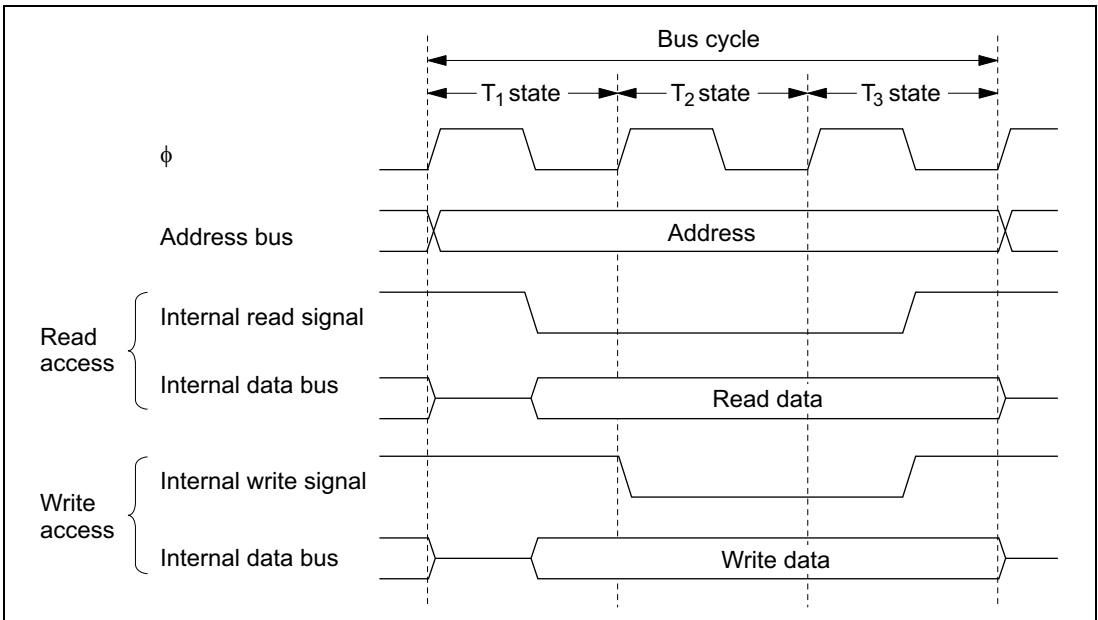 Bus cycle
T₁ state
T₂ state
T₃ state
ϕ
Address bus
Address
Read
access
Internal read signal
Internal data bus
Read data
Write
access
Internal write signal
Internal data bus
Write data